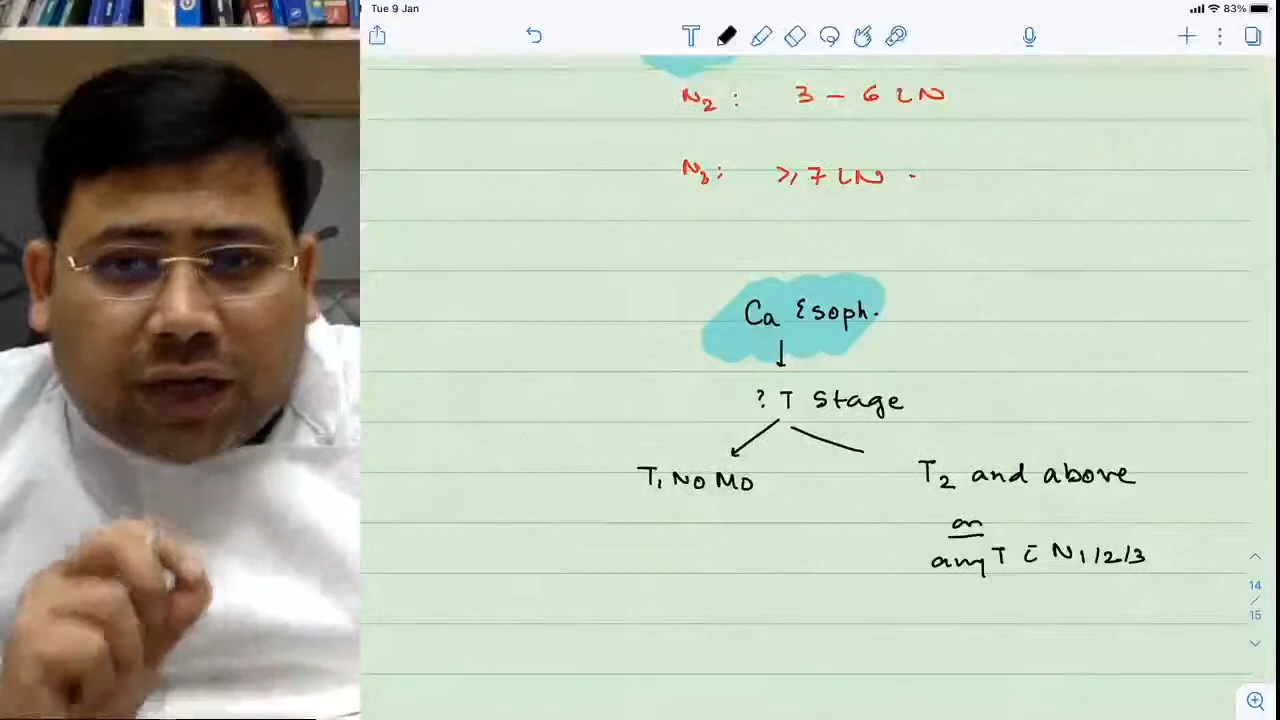 Tue 9 Jan
83%
T
N2 : 3 - 6 LN
N3 : ≥ 7 LN .
Ca Esoph.
? T Stage
T1 N0 M0
T2 and above
or
any T c̄ N1/2/3
14
/
15